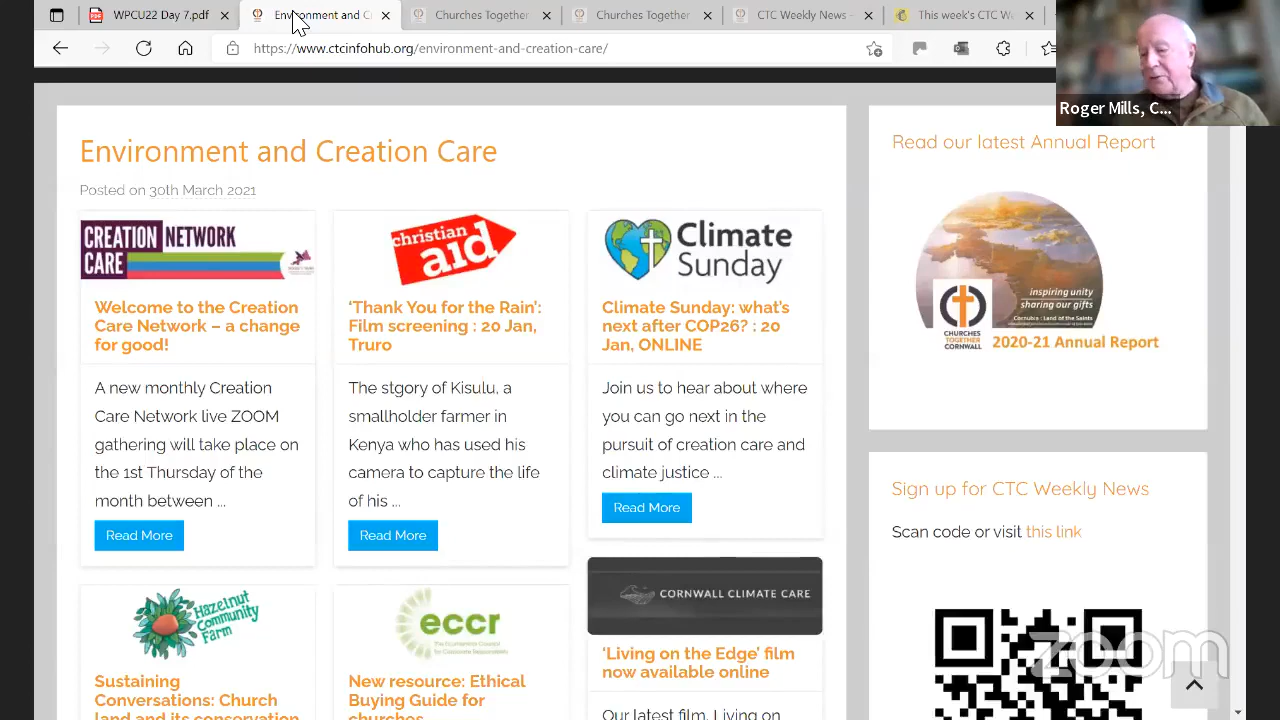 WPCU22 Day 7.pdf
Environment and C
Churches Together
Churches Together
CTC Weekly News -
This week's CTC W
https://www.ctcinfohub.org/environment-and-creation-care/
Roger Mills, C...
Environment and Creation Care
Posted on 30th March 2021
CREATION NETWORK
CARE
Welcome to the Creation
Care Network – a change
for good!
A new monthly Creation
Care Network live ZOOM
gathering will take place on
the 1st Thursday of the
month between ...
Read More
christian
aid
‘Thank You for the Rain’:
Film screening : 20 Jan,
Truro
The stgory of Kisulu, a
smallholder farmer in
Kenya who has used his
camera to capture the life
of his ...
Read More
Climate
Sunday
Climate Sunday: what’s
next after COP26? : 20
Jan, ONLINE
Join us to hear about where
you can go next in the
pursuit of creation care and
climate justice ...
Read More
Hazelnut
Community
Farm
Sustaining
Conversations: Church
land and its conservation
eccr
The Ecumenical Council
for Corporate Responsibility
New resource: Ethical
Buying Guide for
churches
CORNWALL CLIMATE CARE
‘Living on the Edge’ film
now available online
Our latest film, Living on
Read our latest Annual Report
inspiring unity
sharing our gifts
Cornubia : Land of the Saints
CHURCHES
TOGETHER
CORNWALL
2020-21 Annual Report
Sign up for CTC Weekly News
Scan code or visit this link
zoom